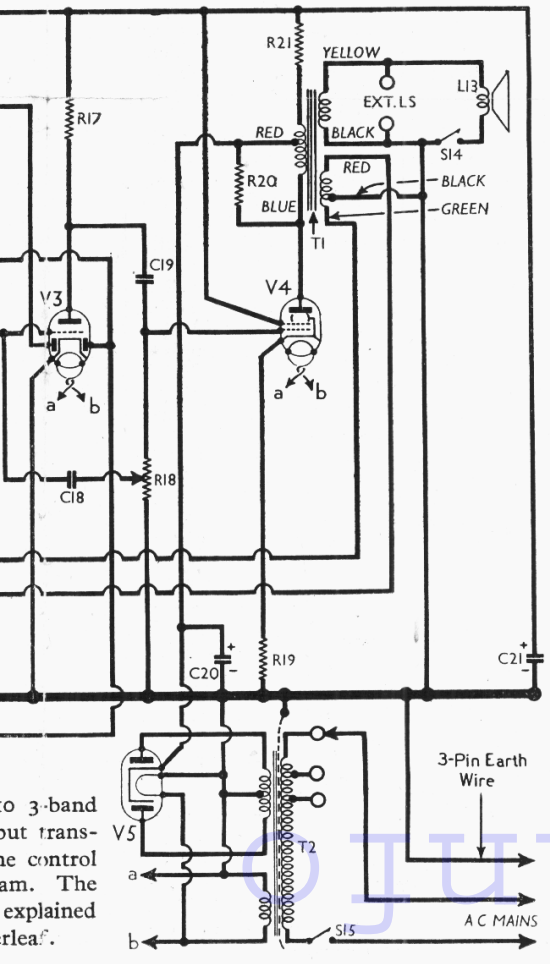 R21
YELLOW
L13
EXT. LS
R17
RED
BLACK
S14
R20
RED
BLACK
BLUE
GREEN
T1
C19
V3
V4
a b
a b
C18
R18
C20
+
−
R19
C21
+
−
3-Pin Earth
Wire
V5
T2
a
b
S15
A C MAINS
to 3-band
out trans-
he control
am. The
explained
erleaf.
ojul